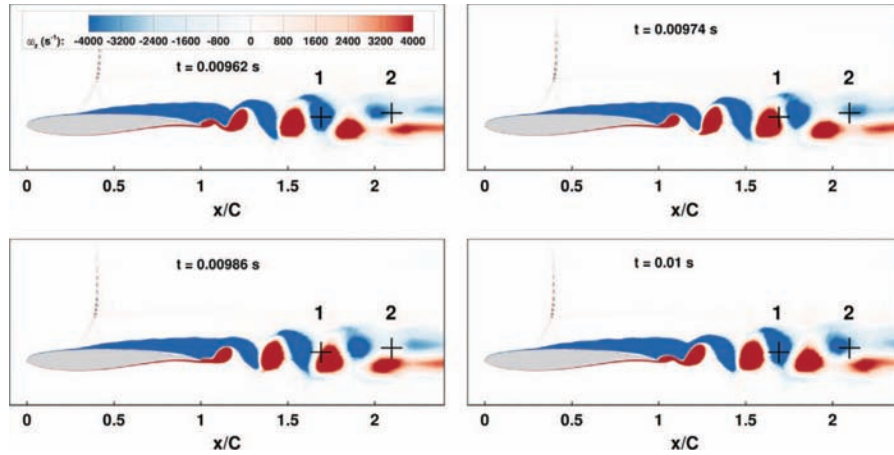 ωz (s-1): -4000 -3200 -2400 -1600 -800 0 800 1600 2400 3200 4000
t = 0.00962 s
1 2
0 0.5 1 1.5 2
x/C
t = 0.00974 s
1 2
0 0.5 1 1.5 2
x/C
t = 0.00986 s
1 2
0 0.5 1 1.5 2
x/C
t = 0.01 s
1 2
0 0.5 1 1.5 2
x/C